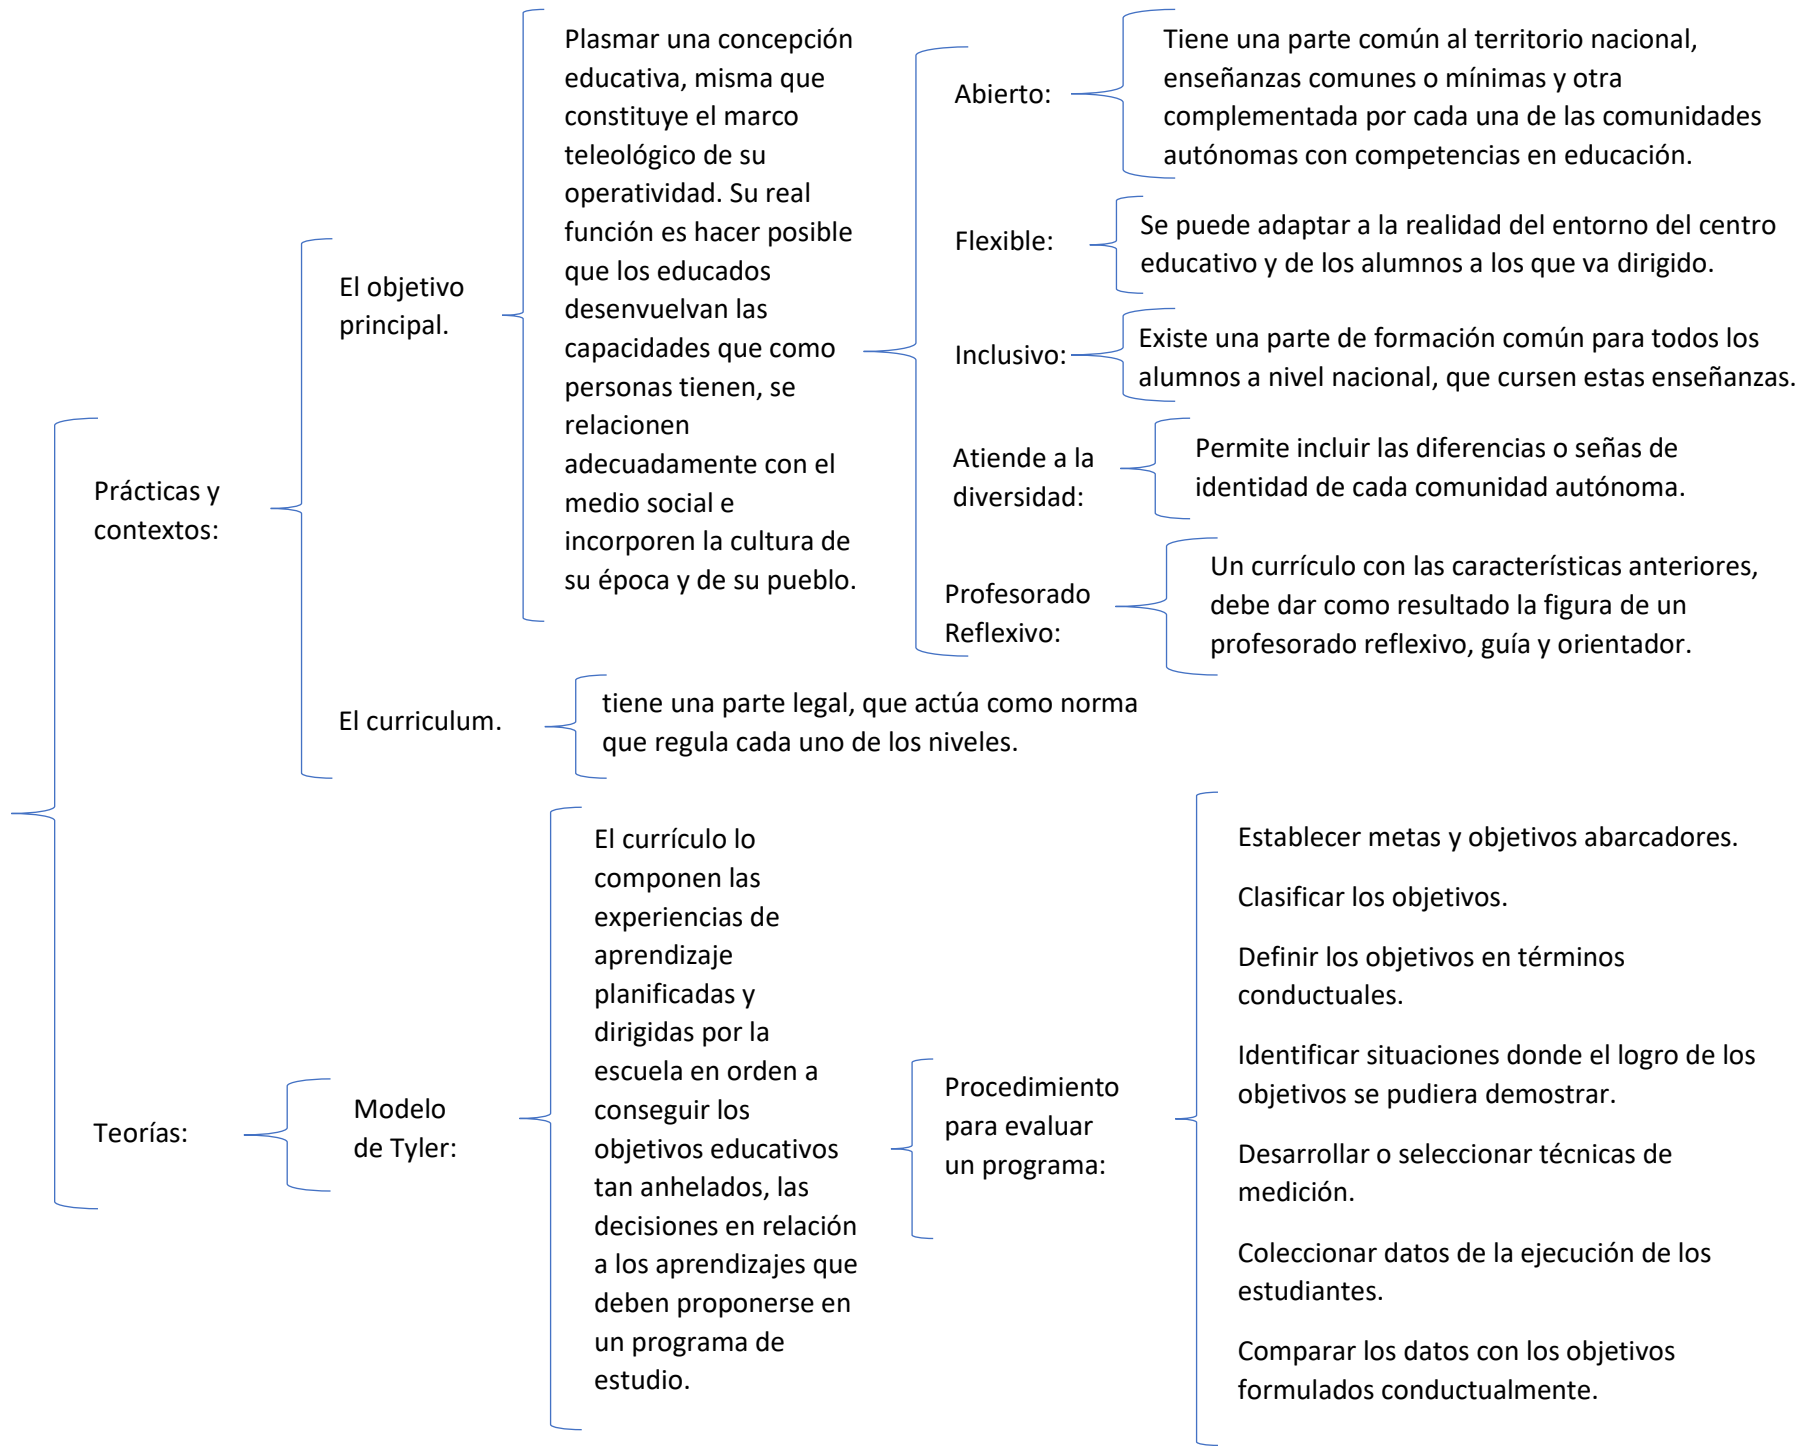 Prácticas y
contextos:
El objetivo
principal.
Plasmar una concepción
educativa, misma que
constituye el marco
teleológico de su
operatividad. Su real
función es hacer posible
que los educados
desenvuelvan las
capacidades que como
personas tienen, se
relacionen
adecuadamente con el
medio social e
incorporen la cultura de
su época y de su pueblo.
Abierto:
Tiene una parte común al territorio nacional,
enseñanzas comunes o mínimas y otra
complementada por cada una de las comunidades
autónomas con competencias en educación.
Flexible:
Se puede adaptar a la realidad del entorno del centro
educativo y de los alumnos a los que va dirigido.
Inclusivo:
Existe una parte de formación común para todos los
alumnos a nivel nacional, que cursen estas enseñanzas.
Atiende a la
diversidad:
Permite incluir las diferencias o señas de
identidad de cada comunidad autónoma.
Profesorado
Reflexivo:
Un currículo con las características anteriores,
debe dar como resultado la figura de un
profesorado reflexivo, guía y orientador.
El curriculum.
tiene una parte legal, que actúa como norma
que regula cada uno de los niveles.
Teorías:
Modelo
de Tyler:
El currículo lo
componen las
experiencias de
aprendizaje
planificadas y
dirigidas por la
escuela en orden a
conseguir los
objetivos educativos
tan anhelados, las
decisiones en relación
a los aprendizajes que
deben proponerse en
un programa de
estudio.
Procedimiento
para evaluar
un programa:
Establecer metas y objetivos abarcadores.
Clasificar los objetivos.
Definir los objetivos en términos
conductuales.
Identificar situaciones donde el logro de los
objetivos se pudiera demostrar.
Desarrollar o seleccionar técnicas de
medición.
Coleccionar datos de la ejecución de los
estudiantes.
Comparar los datos con los objetivos
formulados conductualmente.